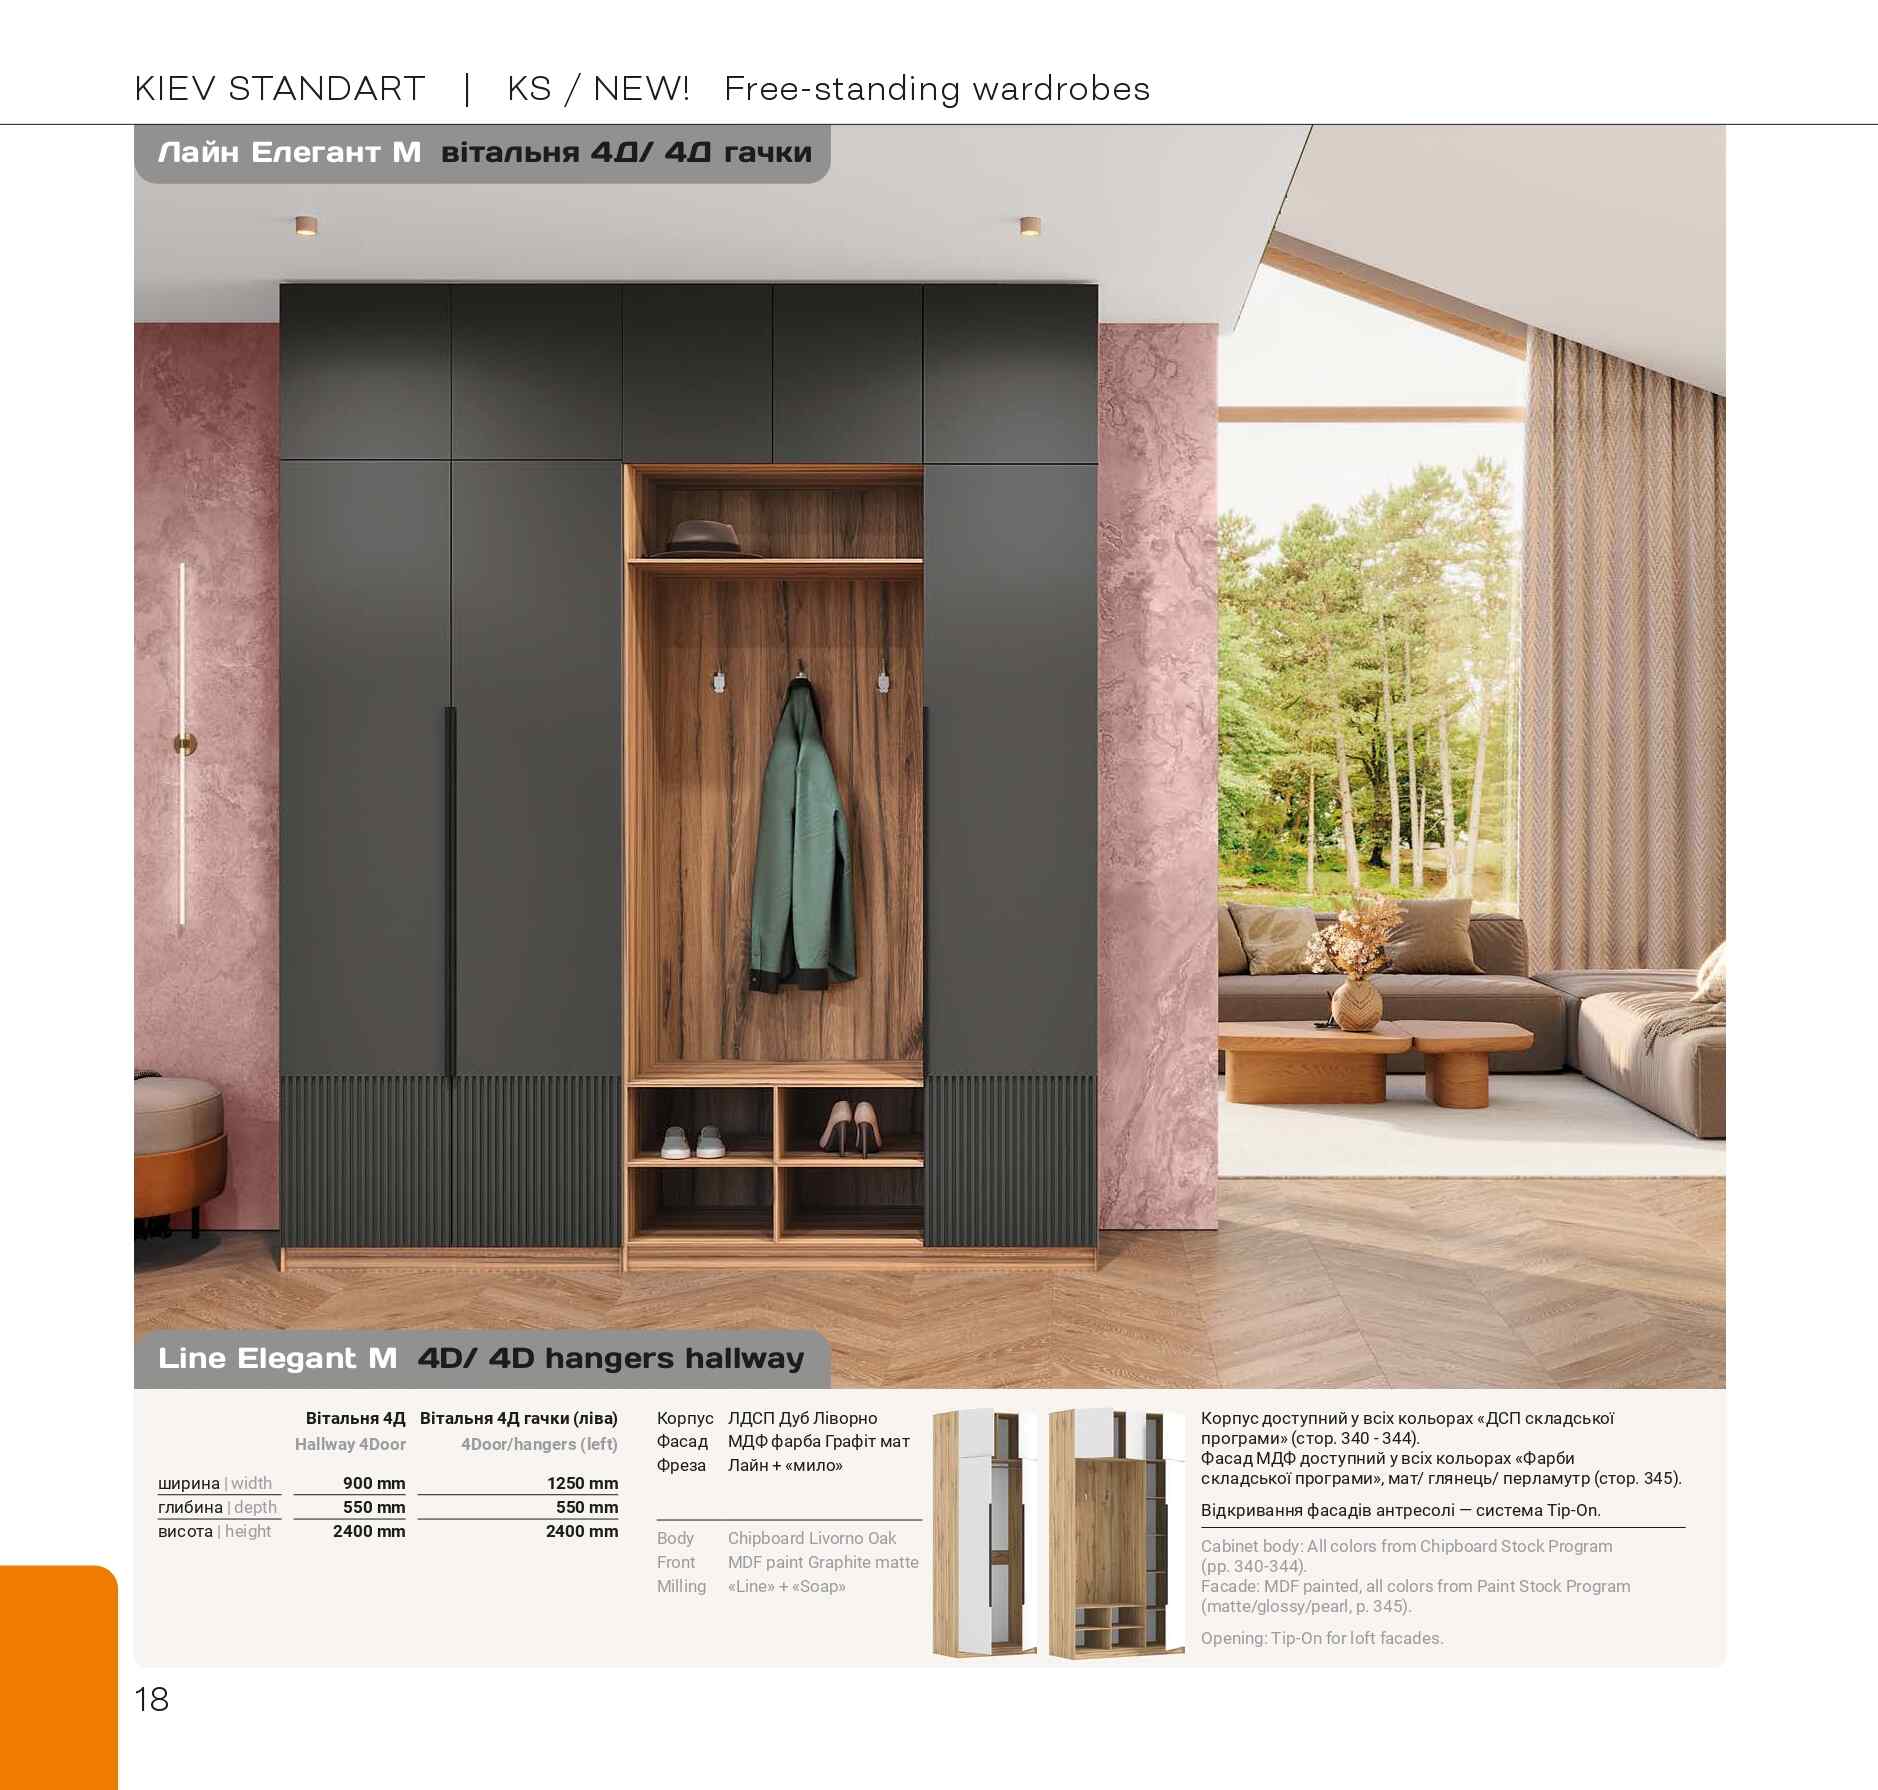 KIEV STANDART | KS / NEW! Free-standing wardrobes
Лайн Елегант М вітальня 4Д/ 4Д гачки
Line Elegant M 4D/ 4D hangers hallway
Вітальня 4Д Вітальня 4Д гачки (ліва)
Hallway 4Door 4Door/hangers (left)
ширина | width 900 mm 1250 mm
глибина | depth 550 mm 550 mm
висота | height 2400 mm 2400 mm
Корпус ЛДСП Дуб Ліворно
Фасад МДФ фарба Графіт мат
Фреза Лайн + «мило»
Body Chipboard Livorno Oak
Front MDF paint Graphite matte
Milling «Line» + «Soap»
Корпус доступний у всіх кольорах «ДСП складської
програми» (стор. 340 - 344).
Фасад МДФ доступний у всіх кольорах «Фарби
складської програми», мат/ глянець/ перламутр (стор. 345).
Відкривання фасадів антресолі — система Tip-On.
Cabinet body: All colors from Chipboard Stock Program
(pp. 340-344).
Facade: MDF painted, all colors from Paint Stock Program
(matte/glossy/pearl, p. 345).
Opening: Tip-On for loft facades.
18